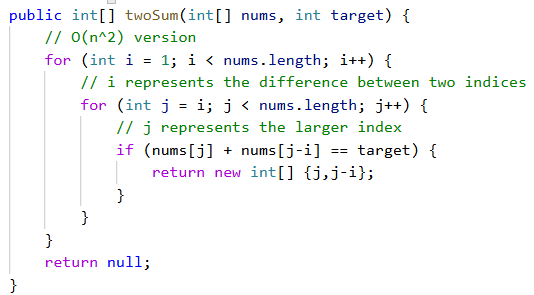 public int[] twoSum(int[] nums, int target) {
    // O(n^2) version
    for (int i = 1; i < nums.length; i++) {
        // i represents the difference between two indices
        for (int j = i; j < nums.length; j++) {
            // j represents the larger index
            if (nums[j] + nums[j-i] == target) {
                return new int[] {j,j-i};
            }
        }
    }
    return null;
}